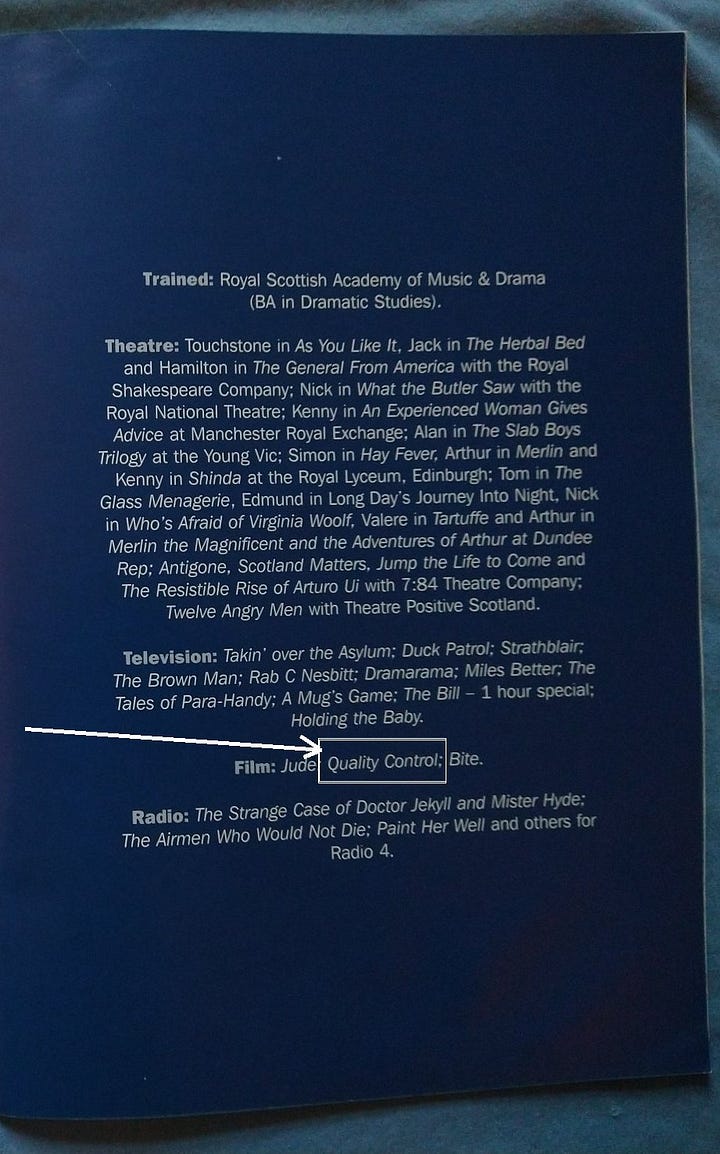 Trained: Royal Scottish Academy of Music & Drama
(BA in Dramatic Studies).
Theatre: Touchstone in As You Like It, Jack in The Herbal Bed
and Hamilton in The General From America with the Royal
Shakespeare Company; Nick in What the Butler Saw with the
Royal National Theatre; Kenny in An Experienced Woman Gives
Advice at Manchester Royal Exchange; Alan in The Slab Boys
Trilogy at the Young Vic; Simon in Hay Fever, Arthur in Merlin and
Kenny in Shinda at the Royal Lyceum, Edinburgh; Tom in The
Glass Menagerie, Edmund in Long Day's Journey Into Night, Nick
in Who's Afraid of Virginia Woolf, Valere in Tartuffe and Arthur in
Merlin the Magnificent and the Adventures of Arthur at Dundee
Rep; Antigone, Scotland Matters, Jump the Life to Come and
The Resistible Rise of Arturo Ui with 7:84 Theatre Company;
Twelve Angry Men with Theatre Positive Scotland.
Television: Takin' over the Asylum; Duck Patrol; Strathblair;
The Brown Man; Rab C Nesbitt; Dramarama; Miles Better; The
Tales of Para-Handy; A Mug's Game; The Bill – 1 hour special;
Holding the Baby.
Film: Jude; Quality Control; Bite.
Radio: The Strange Case of Doctor Jekyll and Mister Hyde;
The Airmen Who Would Not Die; Paint Her Well and others for
Radio 4.